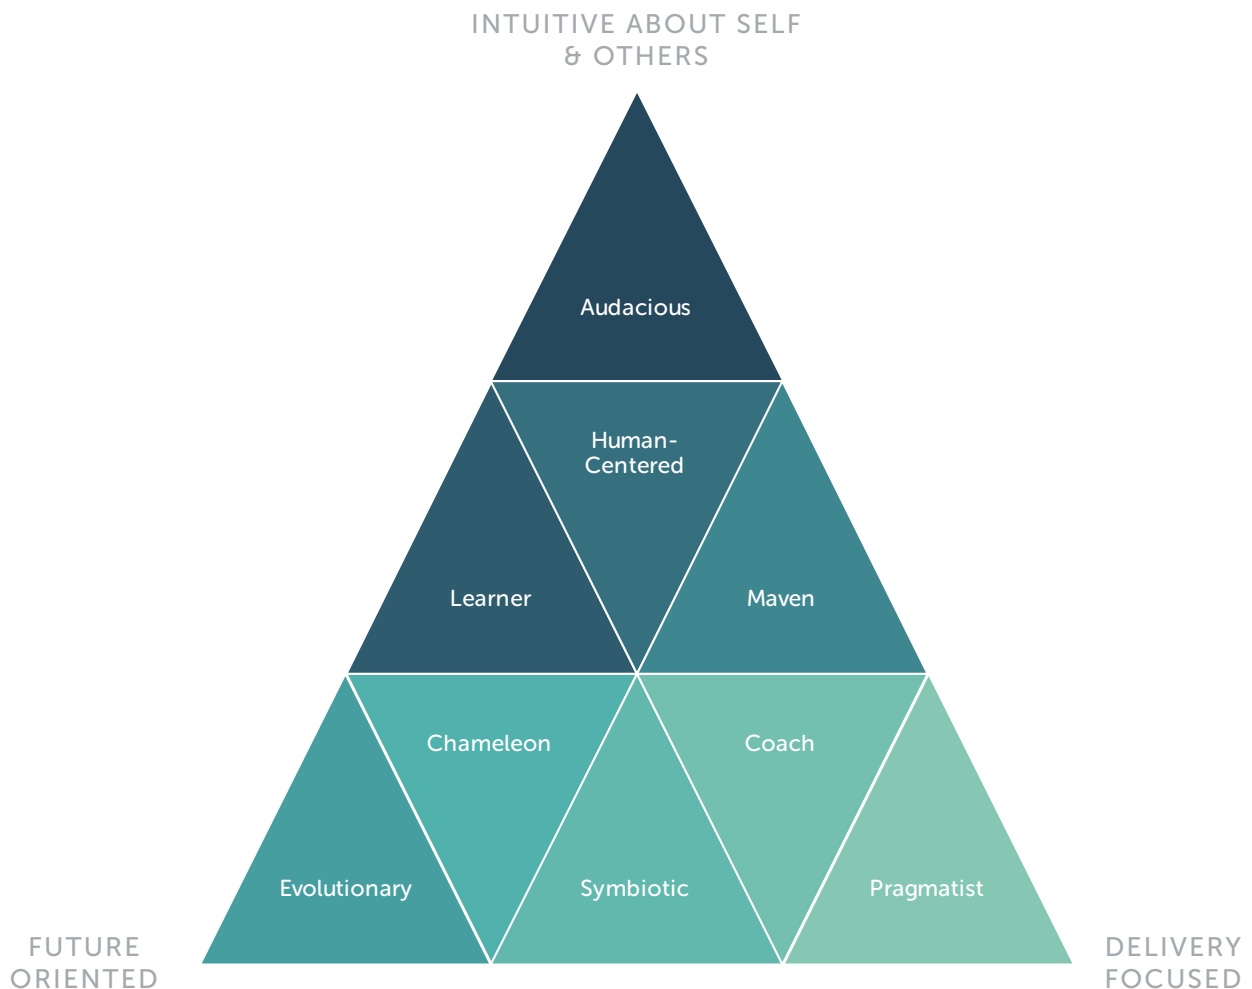 INTUITIVE ABOUT SELF
& OTHERS
Audacious
Human-
Centered
Learner
Maven
Chameleon
Coach
Evolutionary
Symbiotic
Pragmatist
FUTURE
ORIENTED
DELIVERY
FOCUSED